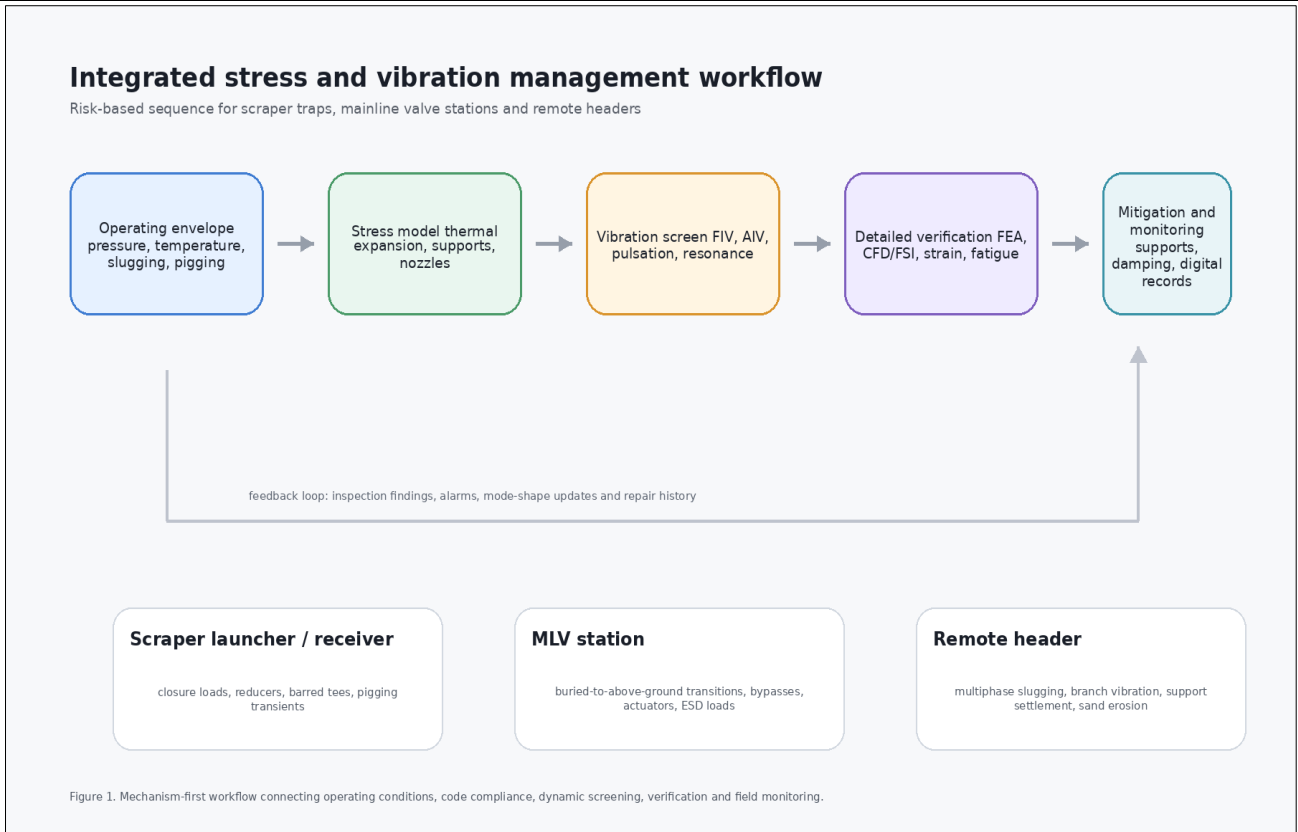 Integrated stress and vibration management workflow
Risk-based sequence for scraper traps, mainline valve stations and remote headers
Operating envelope
pressure, temperature,
slugging, pigging
Stress model thermal
expansion, supports,
nozzles
Vibration screen FIV, AIV,
pulsation, resonance
Detailed verification FEA,
CFD/FSI, strain, fatigue
Mitigation and
monitoring
supports,
damping, digital
records
feedback loop: inspection findings, alarms, mode-shape updates and repair history
Scraper launcher / receiver
closure loads, reducers, barred tees, pigging
transients
MLV station
buried-to-above-ground transitions, bypasses,
actuators, ESD loads
Remote header
multiphase slugging, branch vibration, support
settlement, sand erosion
Figure 1. Mechanism-first workflow connecting operating conditions, code compliance, dynamic screening, verification and field monitoring.